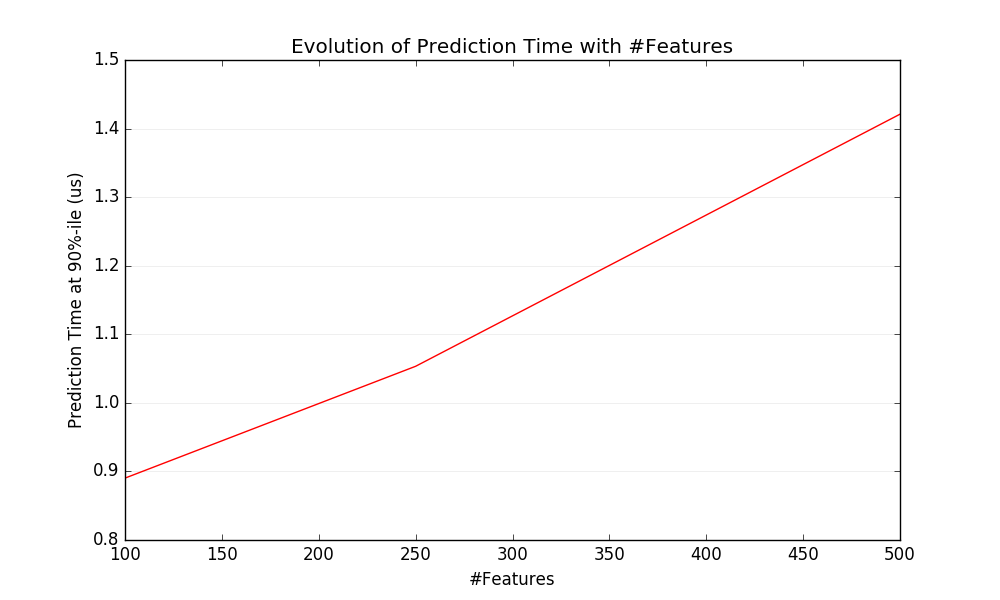 Evolution of Prediction Time with #Features
1.5
1.4
1.3
1.2
1.1
1.0
0.9
0.8
Prediction Time at 90%-ile (us)
100 150 200 250 300 350 400 450 500
#Features